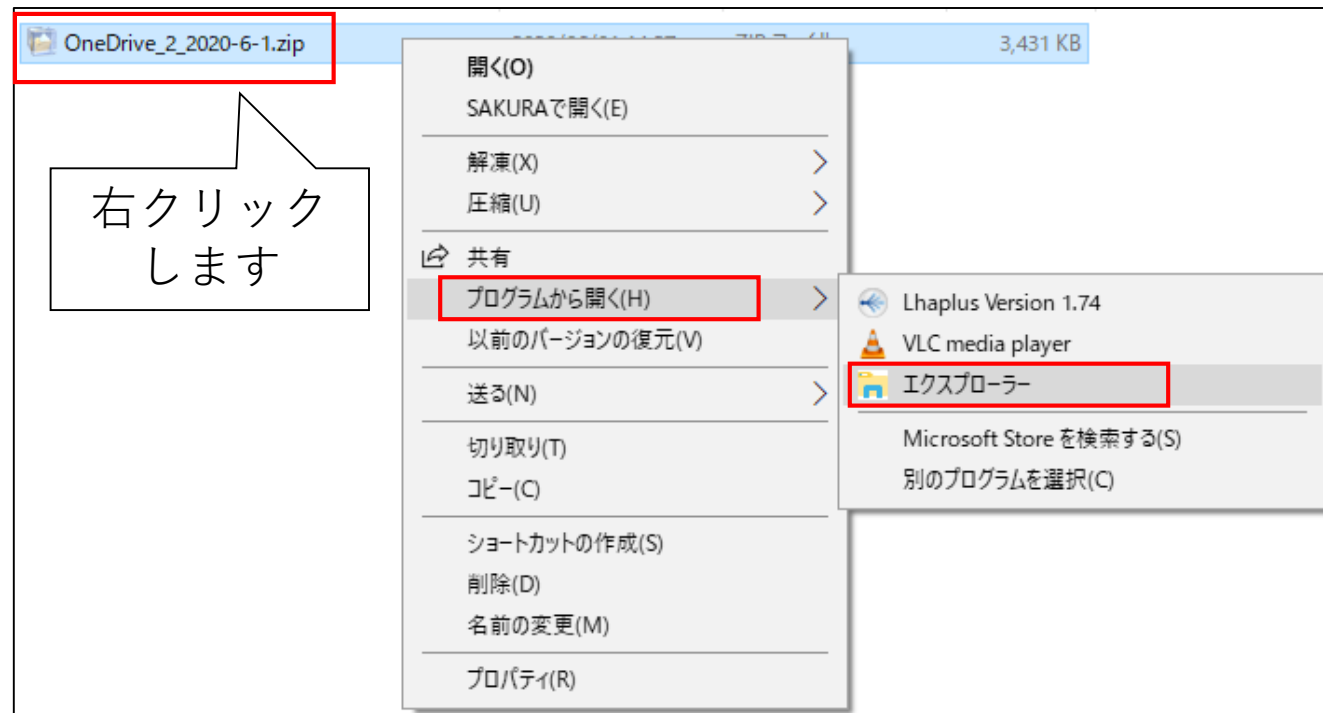 OneDrive_2_2020-6-1.zip
3,431 KB
右クリック
します
開く(O)
SAKURAで開く(E)
解凍(X)
圧縮(U)
共有
プログラムから開く(H)
以前のバージョンの復元(V)
送る(N)
切り取り(T)
コピー(C)
ショートカットの作成(S)
削除(D)
名前の変更(M)
プロパティ(R)
Lhaplus Version 1.74
VLC media player
エクスプローラー
Microsoft Store を検索する(S)
別のプログラムを選択(C)